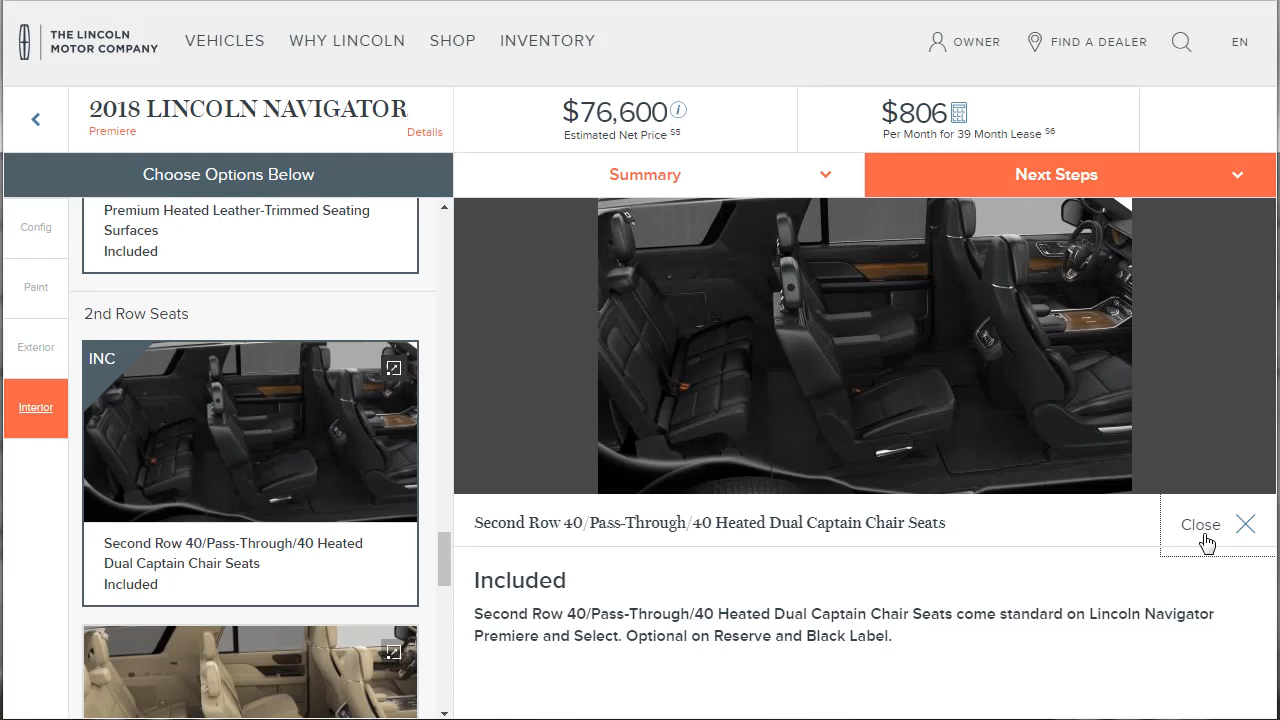 THE LINCOLN
MOTOR COMPANY
VEHICLES
WHY LINCOLN
SHOP
INVENTORY
OWNER
FIND A DEALER
EN
2018 LINCOLN NAVIGATOR
Premiere
Details
$76,600
Estimated Net Price S5
$806
Per Month for 39 Month Lease S6
Choose Options Below
Summary
Next Steps
Config
Paint
Exterior
Interior
Premium Heated Leather-Trimmed Seating
Surfaces
Included
2nd Row Seats
INC
Second Row 40/Pass-Through/40 Heated
Dual Captain Chair Seats
Included
Second Row 40/Pass-Through/40 Heated Dual Captain Chair Seats
Close
Included
Second Row 40/Pass-Through/40 Heated Dual Captain Chair Seats come standard on Lincoln Navigator
Premiere and Select. Optional on Reserve and Black Label.